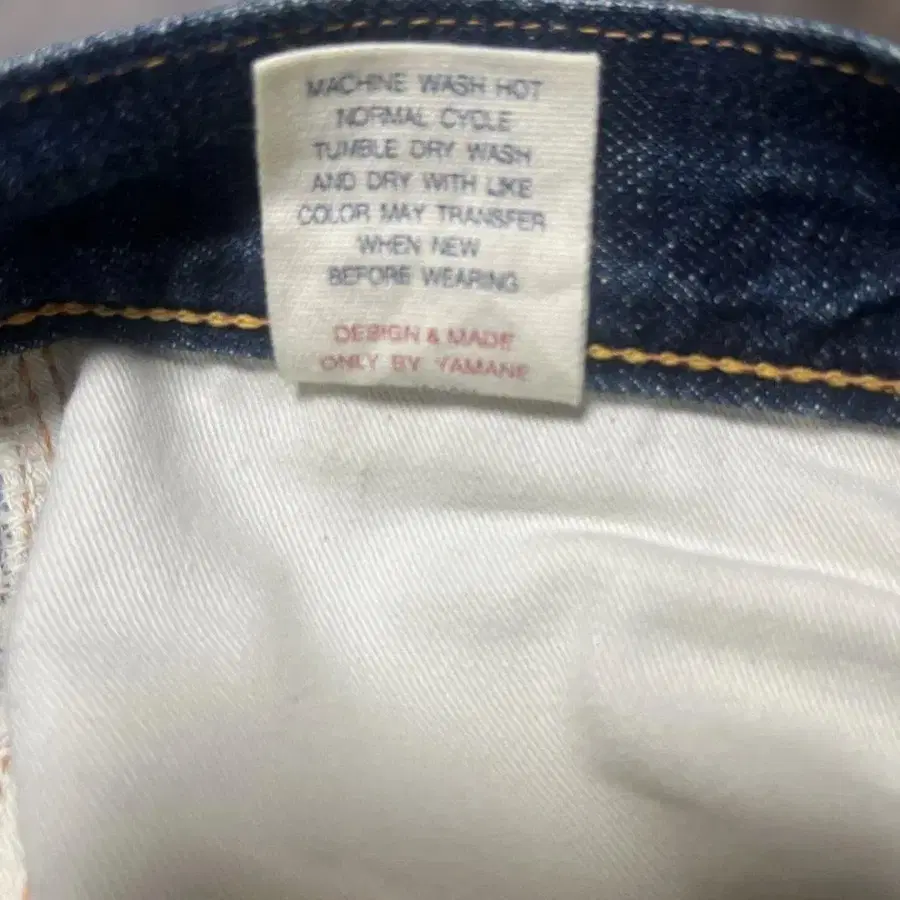 MACHINE WASH HOT
NORMAL CYCLE
TUMBLE DRY WASH
AND DRY WITH LIKE
COLOR MAY TRANSFER
WHEN NEW
BEFORE WEARING
DESIGN & MADE
ONLY BY YAMANE